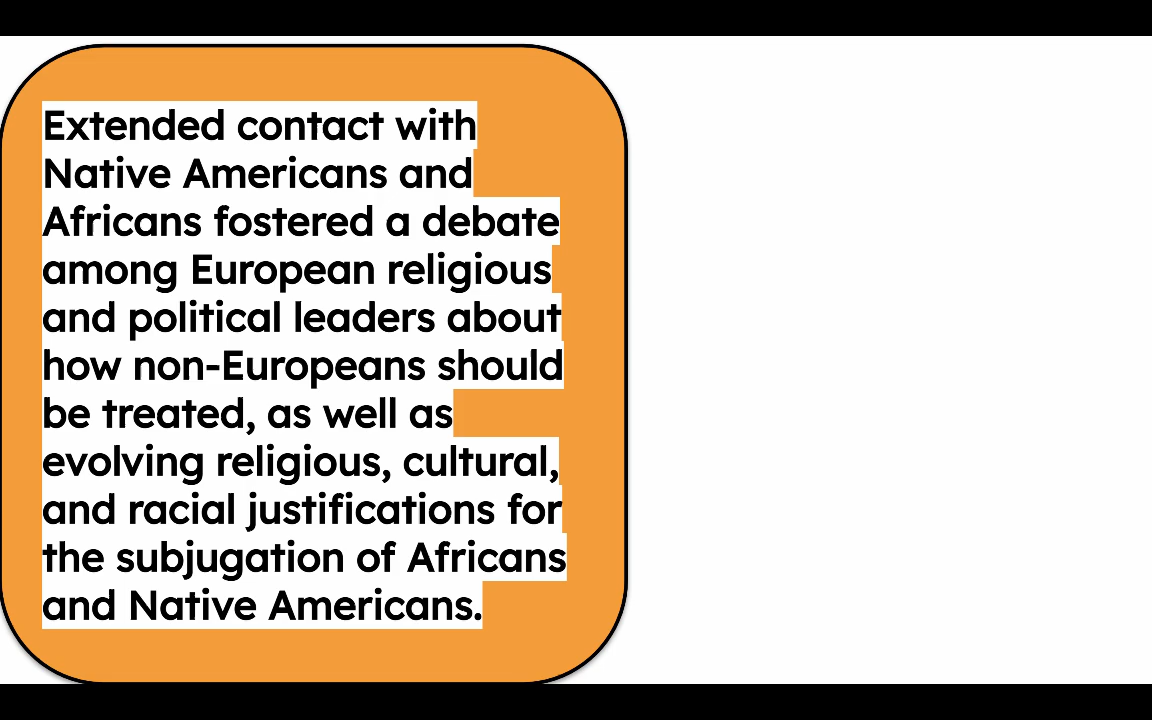 Extended contact with
Native Americans and
Africans fostered a debate
among European religious
and political leaders about
how non-Europeans should
be treated, as well as
evolving religious, cultural,
and racial justifications for
the subjugation of Africans
and Native Americans.